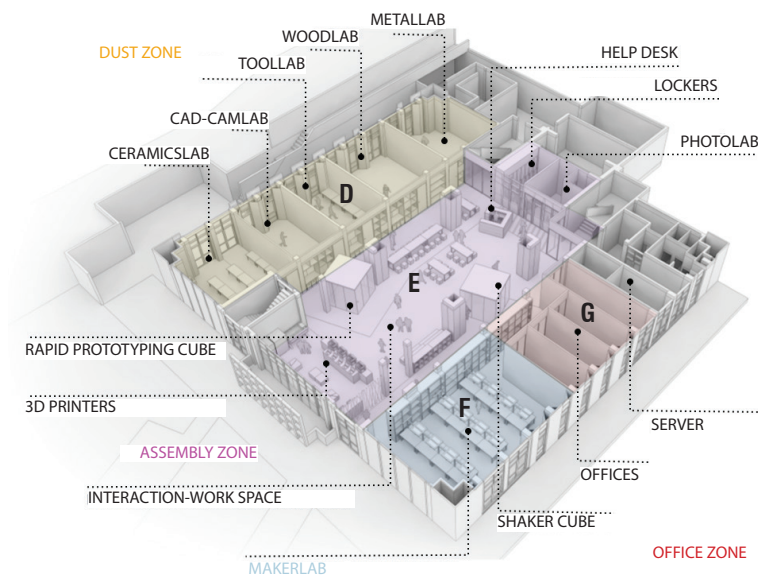 METALLAB
WOODLAB
DUST ZONE
HELP DESK
TOOLLAB
LOCKERS
CAD-CAMLAB
PHOTOLAB
CERAMICSLAB
D
E
G
RAPID PROTOTYPING CUBE
3D PRINTERS
F
SERVER
ASSEMBLY ZONE
OFFICES
INTERACTION-WORK SPACE
SHAKER CUBE
OFFICE ZONE
MAKERLAB